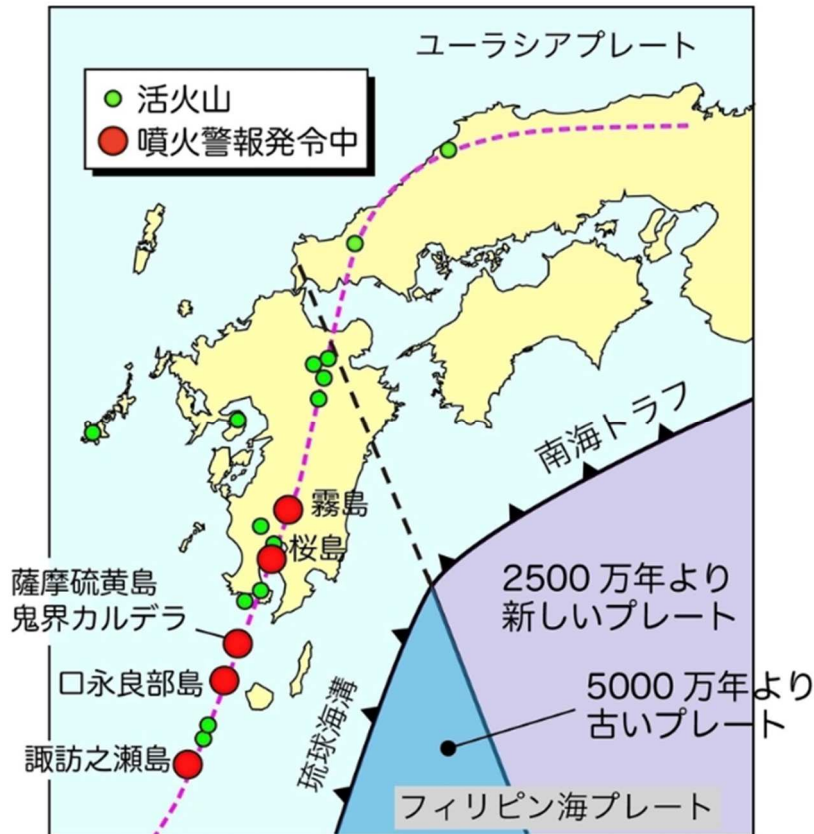 ユーラシアプレート
活火山
噴火警報発令中
南海トラフ
霧島
桜島
薩摩硫黄島
鬼界カルデラ
口永良部島
諏訪之瀬島
琉球海溝
2500 万年より
新しいプレート
5000 万年より
古いプレート
フィリピン海プレート